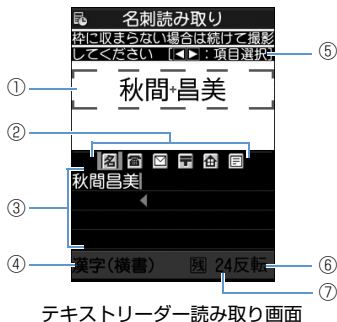 名刺読み取り
枠に収まらない場合は続けて撮影
してください [◀▶:項目選択]
⑤
①
秋間+昌美
②
名
秋間昌美
③
④
漢字(横書) 残 24反転
⑥
⑦
テキストリーダー読み取り画面